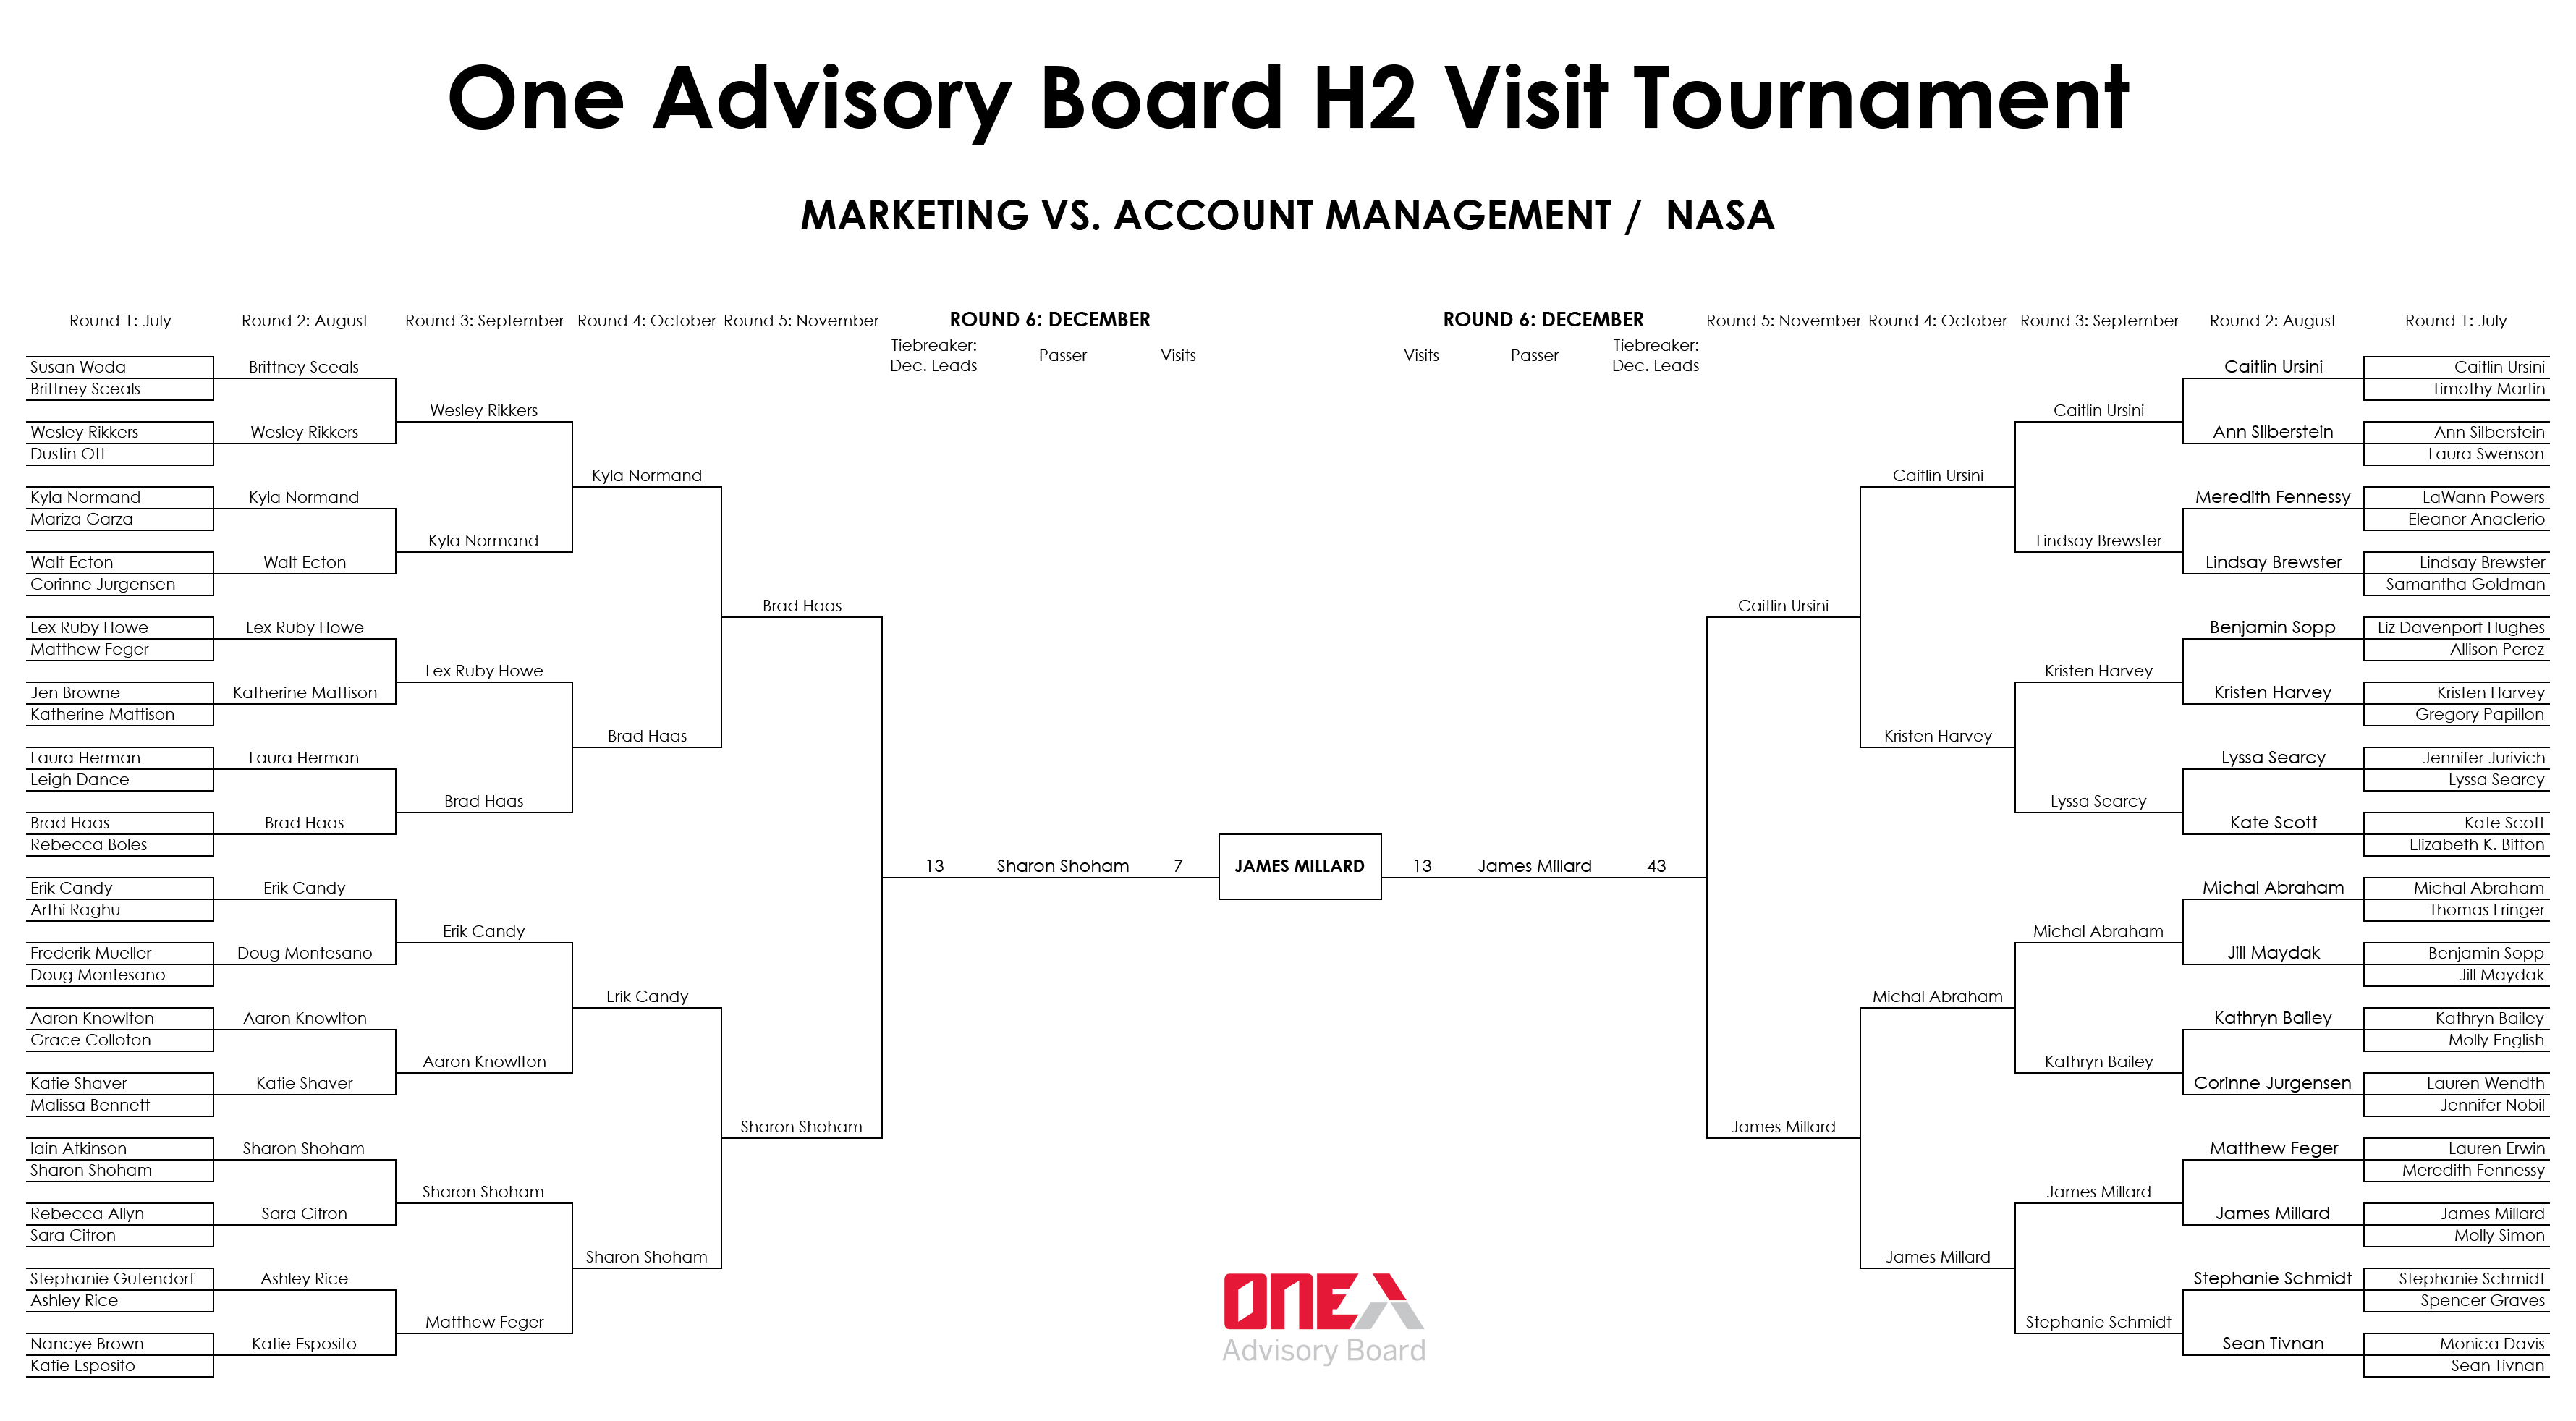 One Advisory Board H2 Visit Tournament
MARKETING VS. ACCOUNT MANAGEMENT / NASA
Round 1: July
Round 2: August
Round 3: September
Round 4: October
Round 5: November
ROUND 6: DECEMBER
ROUND 6: DECEMBER
Round 5: November
Round 4: October
Round 3: September
Round 2: August
Round 1: July
Tiebreaker:
Dec. Leads
Passer
Visits
Visits
Passer
Tiebreaker:
Dec. Leads
Susan Woda
Brittney Sceals
Wesley Rikkers
Dustin Ott
Kyla Normand
Mariza Garza
Walt Ecton
Corinne Jurgensen
Lex Ruby Howe
Matthew Feger
Jen Browne
Katherine Mattison
Laura Herman
Leigh Dance
Brad Haas
Rebecca Boles
Erik Candy
Arthi Raghu
Frederik Mueller
Doug Montesano
Aaron Knowlton
Grace Colloton
Katie Shaver
Malissa Bennett
Iain Atkinson
Sharon Shoham
Rebecca Allyn
Sara Citron
Stephanie Gutendorf
Ashley Rice
Nancye Brown
Katie Esposito
Brittney Sceals
Wesley Rikkers
Kyla Normand
Walt Ecton
Lex Ruby Howe
Katherine Mattison
Laura Herman
Brad Haas
Erik Candy
Doug Montesano
Aaron Knowlton
Katie Shaver
Sharon Shoham
Sara Citron
Ashley Rice
Katie Esposito
Wesley Rikkers
Kyla Normand
Lex Ruby Howe
Brad Haas
Erik Candy
Aaron Knowlton
Sharon Shoham
Matthew Feger
Kyla Normand
Brad Haas
Erik Candy
Sharon Shoham
Brad Haas
Sharon Shoham
13
Sharon Shoham
7
JAMES MILLARD
13
James Millard
43
Caitlin Ursini
James Millard
Caitlin Ursini
Kristen Harvey
Michal Abraham
James Millard
Caitlin Ursini
Lindsay Brewster
Kristen Harvey
Lyssa Searcy
Michal Abraham
Kathryn Bailey
James Millard
Stephanie Schmidt
Caitlin Ursini
Ann Silberstein
Meredith Fennessy
Lindsay Brewster
Benjamin Sopp
Kristen Harvey
Lyssa Searcy
Kate Scott
Michal Abraham
Jill Maydak
Kathryn Bailey
Corinne Jurgensen
Matthew Feger
James Millard
Stephanie Schmidt
Sean Tivnan
Caitlin Ursini
Timothy Martin
Ann Silberstein
Laura Swenson
LaWann Powers
Eleanor Anaclerio
Lindsay Brewster
Samantha Goldman
Liz Davenport Hughes
Allison Perez
Kristen Harvey
Gregory Papillon
Jennifer Jurivich
Lyssa Searcy
Kate Scott
Elizabeth K. Bitton
Michal Abraham
Thomas Fringer
Benjamin Sopp
Jill Maydak
Kathryn Bailey
Molly English
Lauren Wendth
Jennifer Nobil
Lauren Erwin
Meredith Fennessy
James Millard
Molly Simon
Stephanie Schmidt
Spencer Graves
Monica Davis
Sean Tivnan
ONEA
Advisory Board